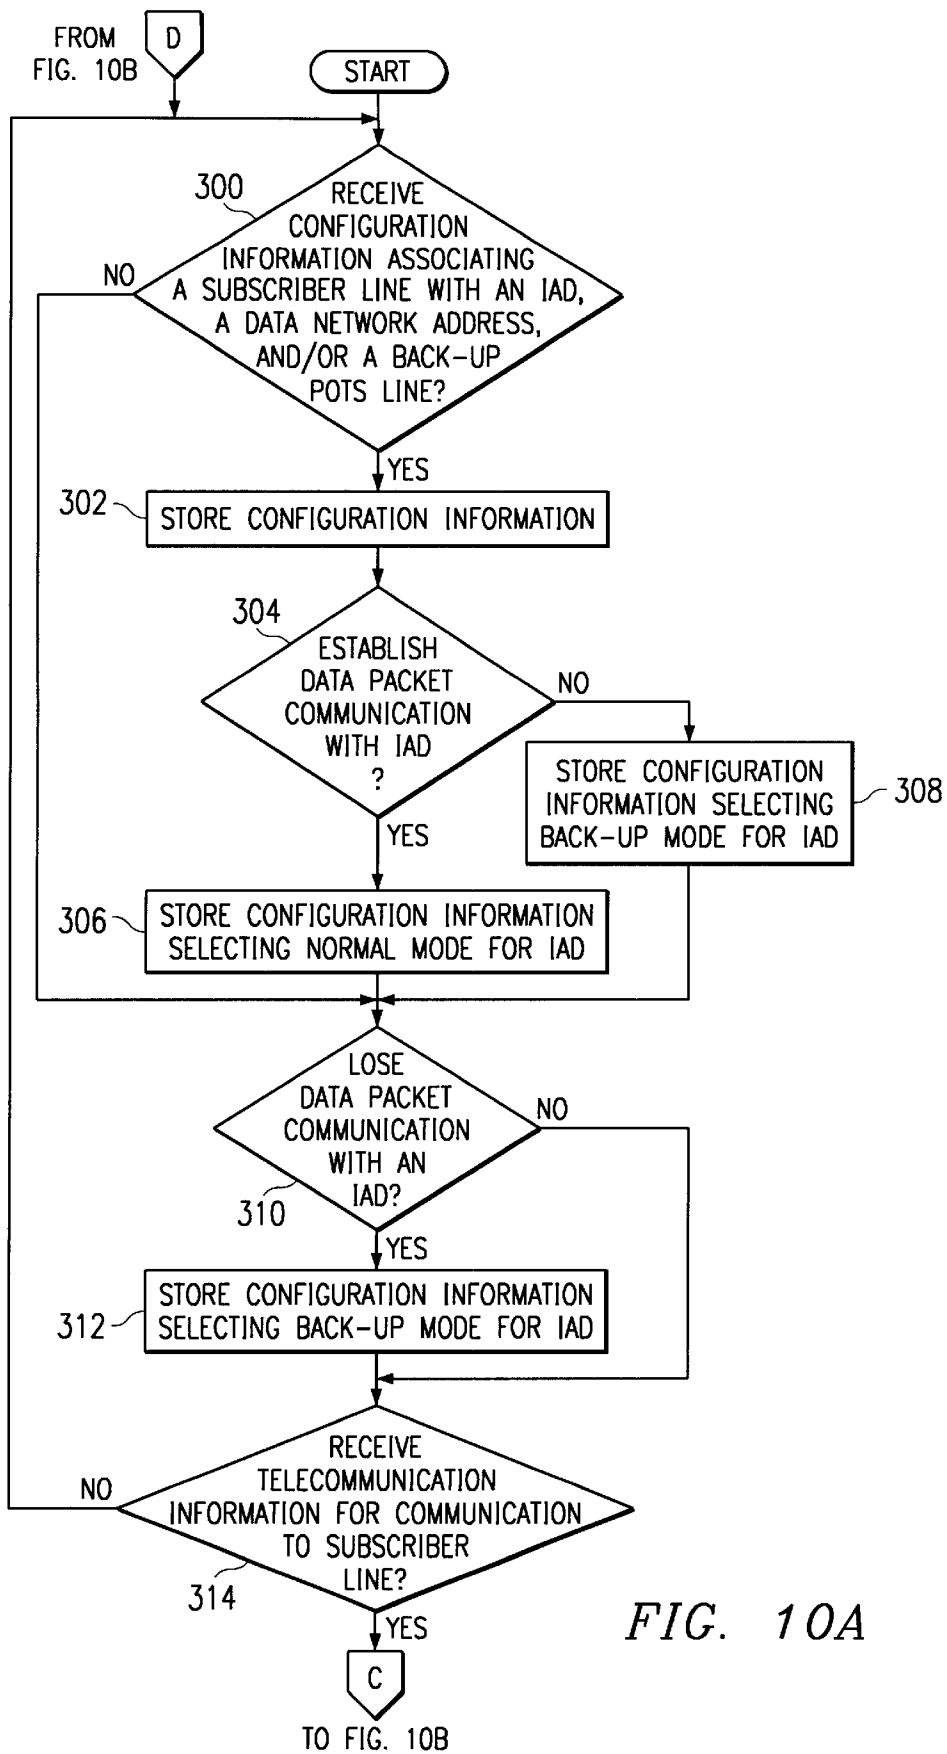 FROM
FIG. 10B
D
START
300
RECEIVE
CONFIGURATION
INFORMATION ASSOCIATING
A SUBSCRIBER LINE WITH AN IAD,
A DATA NETWORK ADDRESS,
AND/OR A BACK-UP
POTS LINE?
NO
YES
302
STORE CONFIGURATION INFORMATION
304
ESTABLISH
DATA PACKET
COMMUNICATION
WITH IAD
?
NO
YES
STORE CONFIGURATION
INFORMATION SELECTING
BACK-UP MODE FOR IAD
308
306
STORE CONFIGURATION INFORMATION
SELECTING NORMAL MODE FOR IAD
LOSE
DATA PACKET
COMMUNICATION
WITH AN
IAD?
NO
310
YES
312
STORE CONFIGURATION INFORMATION
SELECTING BACK-UP MODE FOR IAD
RECEIVE
TELECOMMUNICATION
INFORMATION FOR COMMUNICATION
TO SUBSCRIBER
LINE?
NO
314
YES
C
TO FIG. 10B
FIG. 10A